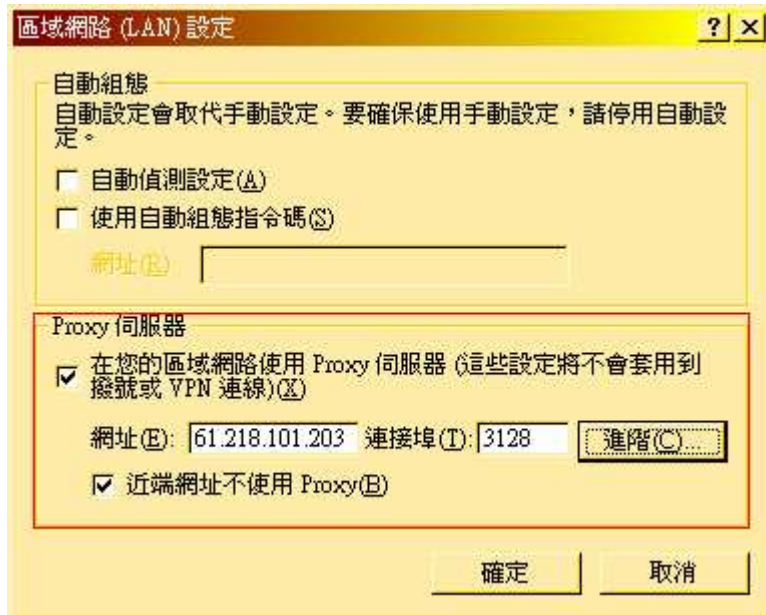 區域網路 (LAN) 設定
自動組態
自動設定會取代手動設定。要確保使用手動設定，請停用自動設
定。
自動偵測設定(A)
使用自動組態指令碼(S)
網址(R)
Proxy 伺服器
在您的區域網路使用 Proxy 伺服器 (這些設定將不會套用到
撥號或 VPN 連線)(X)
網址(E): 61.218.101.203 連接埠(T): 3128 進階(C)...
近端網址不使用 Proxy(B)
確定 取消